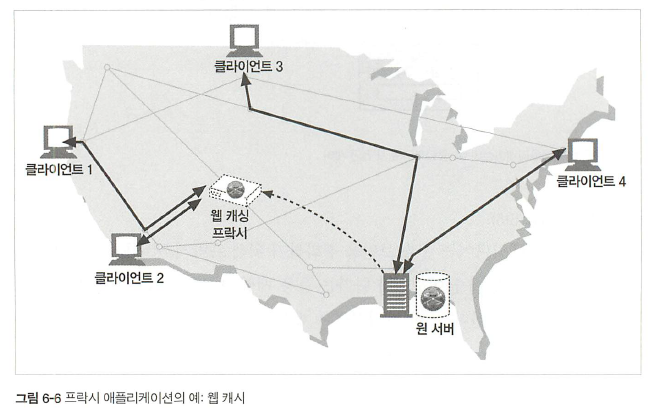 클라이언트 3
클라이언트 1
클라이언트 4
웹 캐싱
프락시
클라이언트 2
원 서버
그림 6-6 프락시 애플리케이션의 예: 웹 캐시